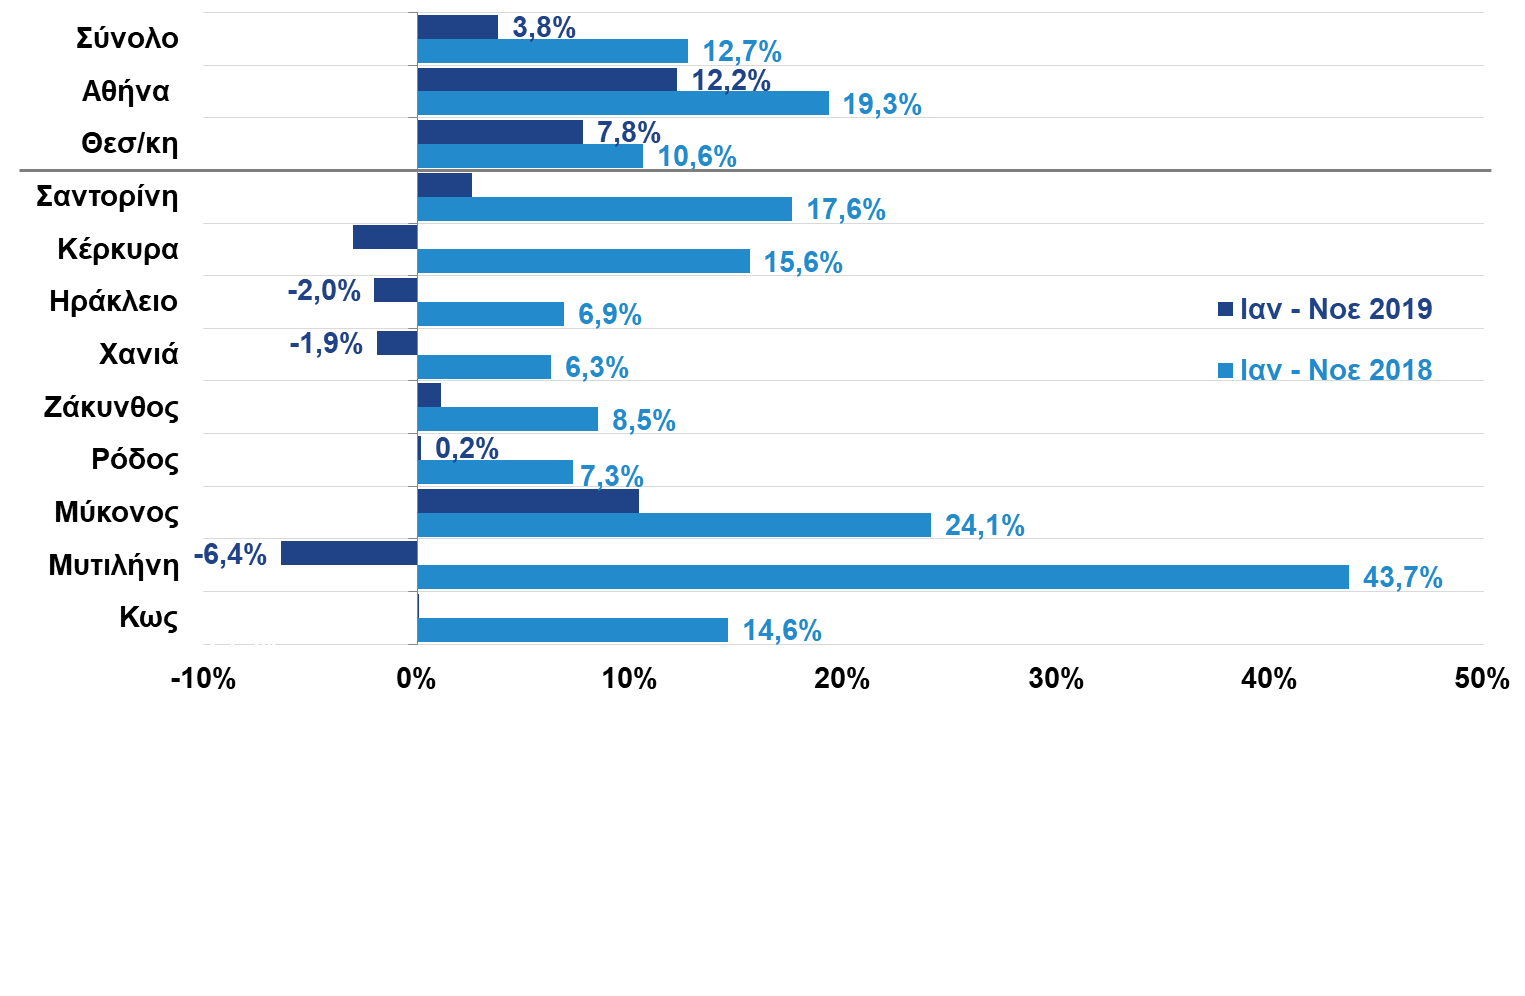 Σύνολο 3,8% 12,7%
Αθήνα 12,2% 19,3%
Θεσ/κη 7,8% 10,6%
Σαντορίνη 17,6%
Κέρκυρα 15,6%
Ηράκλειο -2,0% 6,9%
Χανιά -1,9% 6,3%
Ζάκυνθος 8,5%
Ρόδος 0,2% 7,3%
Μύκονος 24,1%
Μυτιλήνη -6,4% 43,7%
Κως 14,6%
-10% 0% 10% 20% 30% 40% 50%
Ιαν - Νοε 2019
Ιαν - Νοε 2018